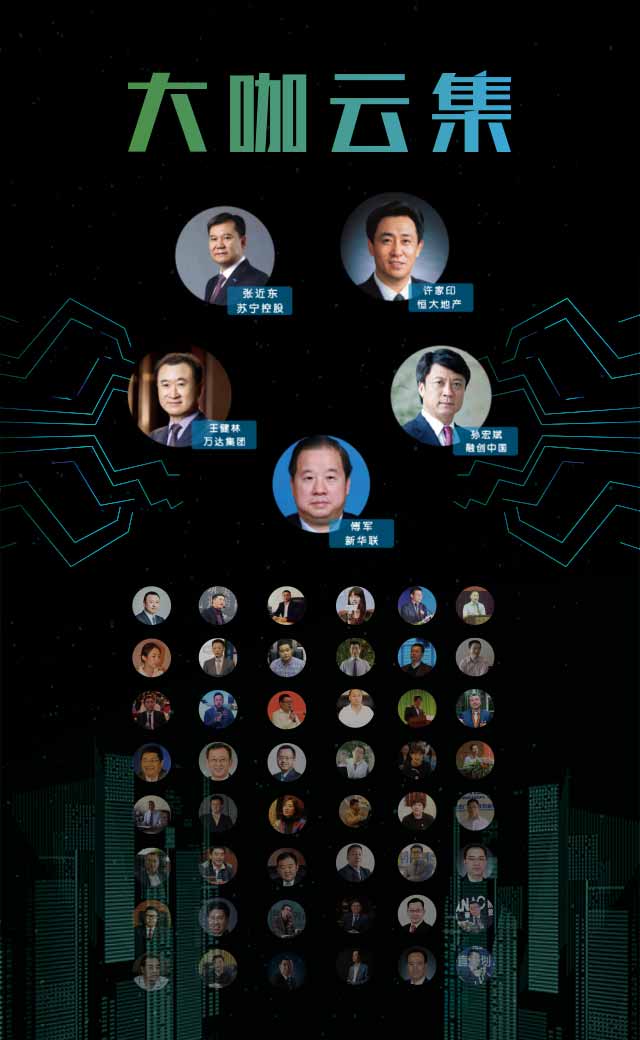 大咖云集
张近东
苏宁控股
许家印
恒大地产
王健林
万达集团
孙宏斌
融创中国
傅军
新华联